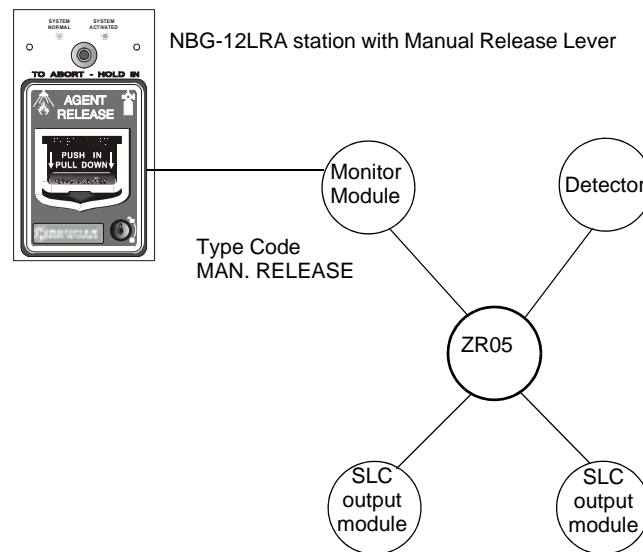 SYSTEM
NORMAL
SYSTEM
ACTIVATED
NBG-12LRA station with Manual Release Lever
TO ABORT - HOLD IN
AGENT
RELEASE
PUSH IN
PULL DOWN
Monitor
Module
Detector
Type Code
MAN. RELEASE
ZR05
SLC
output
module
SLC
output
module